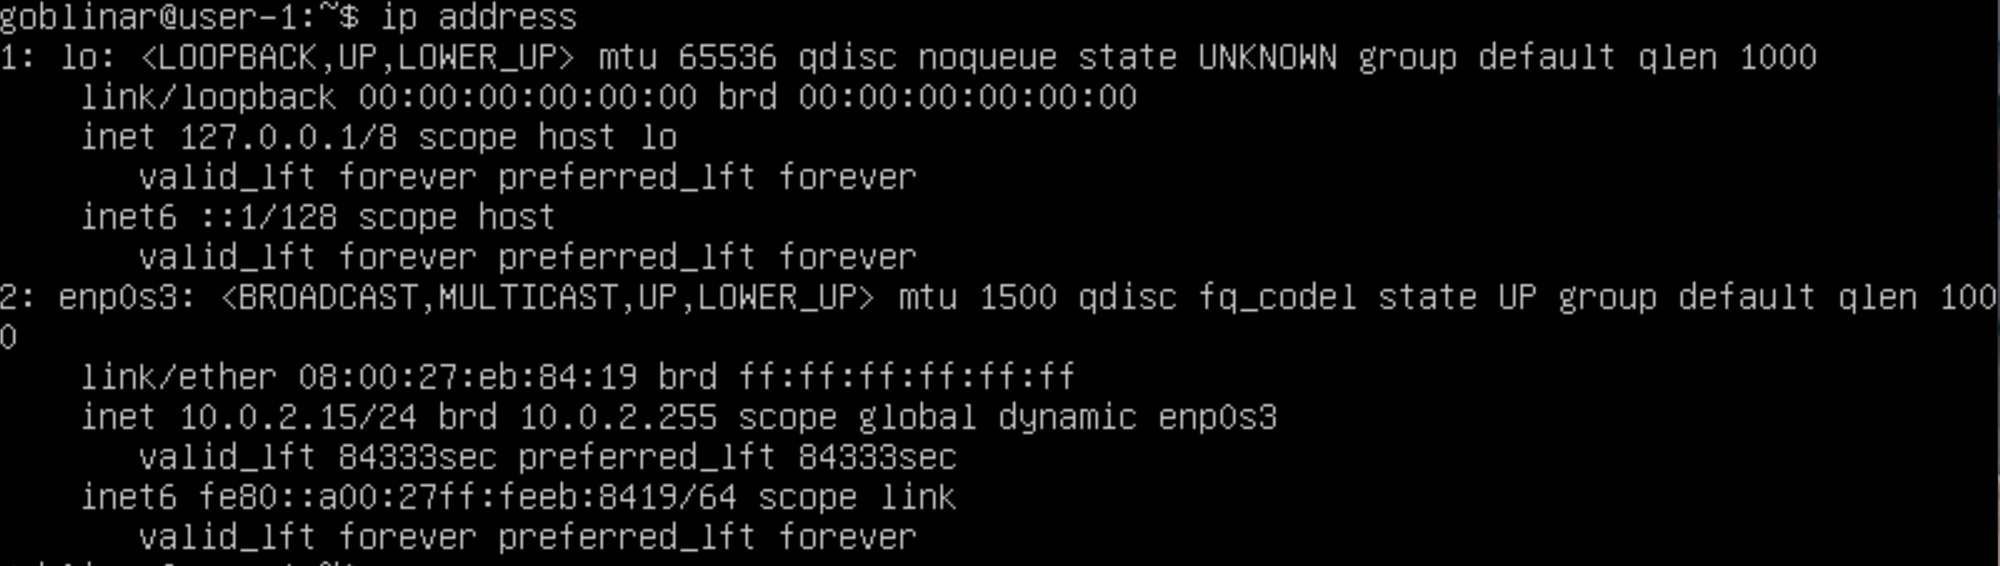 goblinar@user-1:~$ ip address
1: lo: <LOOPBACK,UP,LOWER_UP> mtu 65536 qdisc noqueue state UNKNOWN group default qlen 1000
    link/loopback 00:00:00:00:00:00 brd 00:00:00:00:00:00
    inet 127.0.0.1/8 scope host lo
       valid_lft forever preferred_lft forever
    inet6 ::1/128 scope host
       valid_lft forever preferred_lft forever
2: enp0s3: <BROADCAST,MULTICAST,UP,LOWER_UP> mtu 1500 qdisc fq_codel state UP group default qlen 100
0
    link/ether 08:00:27:eb:84:19 brd ff:ff:ff:ff:ff:ff
    inet 10.0.2.15/24 brd 10.0.2.255 scope global dynamic enp0s3
       valid_lft 84333sec preferred_lft 84333sec
    inet6 fe80::a00:27ff:feeb:8419/64 scope link
       valid_lft forever preferred_lft forever